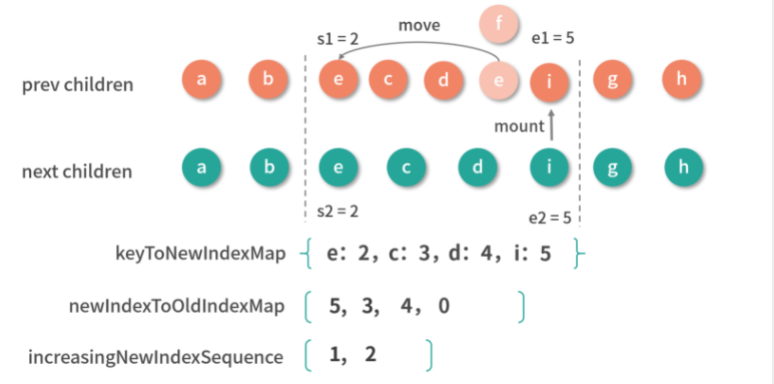 f
move
s1 = 2
e1 = 5
prev children a b e c d e i g h
mount
next children a b e c d i g h
s2 = 2
e2 = 5
keyToNewIndexMap { e: 2, c: 3, d: 4, i: 5 }
newIndexToOldIndexMap [ 5, 3, 4, 0 ]
increasingNewIndexSequence [ 1, 2 ]